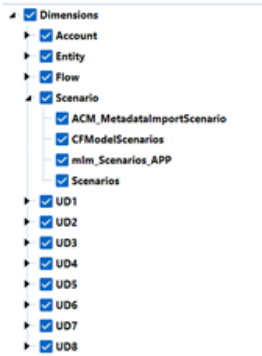 Dimensions
Account
Entity
Flow
Scenario
ACM_MetadataImportScenario
CFModelScenarios
mlm_Scenarios_APP
Scenarios
UD1
UD2
UD3
UD4
UD5
UD6
UD7
UD8